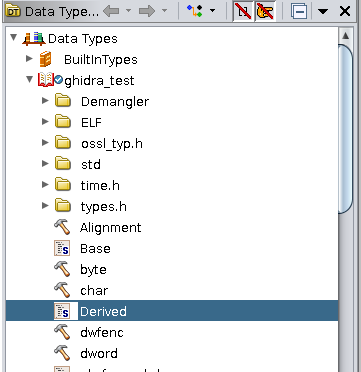 DT Data Type...
Data Types
BuiltInTypes
ghidra_test
Demangler
ELF
ossl_typ.h
std
time.h
types.h
Alignment
Base
byte
char
Derived
dwfenc
dword